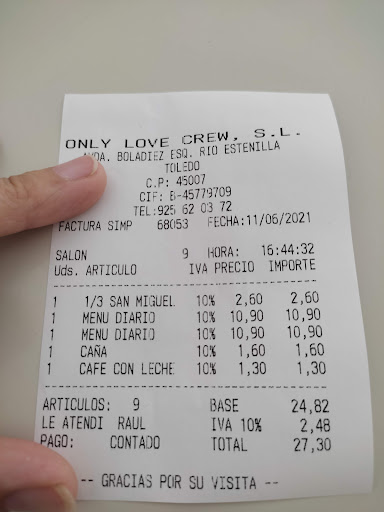 ONLY LOVE CREW, S.L.
AVDA. BOLADIEZ ESQ. RIO ESTENILLA
TOLEDO
C.P: 45007
CIF: B-45779709
TEL:925 62 03 72
FACTURA SIMP 68053 FECHA:11/06/2021
SALON 9 HORA: 16:44:32
Uds. ARTICULO IVA PRECIO IMPORTE
1 1/3 SAN MIGUEL 10% 2,60 2,60
1 MENU DIARIO 10% 10,90 10,90
1 MENU DIARIO 10% 10,90 10,90
1 CAÑA 10% 1,60 1,60
1 CAFE CON LECHE 10% 1,30 1,30
ARTICULOS: 9 BASE 24,82
LE ATENDI RAUL IVA 10% 2,48
PAGO: CONTADO TOTAL 27,30
-- GRACIAS POR SU VISITA --